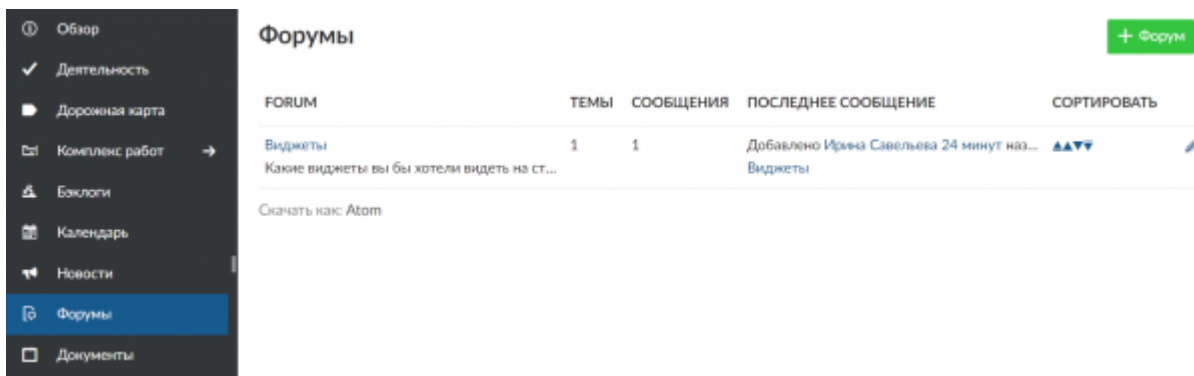 Обзор
Деятельность
Дорожная карта
Комплекс работ
Бэклоги
Календарь
Новости
Форумы
Документы
Форумы
+ Форум
FORUM ТЕМЫ СООБЩЕНИЯ ПОСЛЕДНЕЕ СООБЩЕНИЕ СОРТИРОВАТЬ
Виджеты 1 1 Добавлено Ирина Савельева 24 минут наз...
Какие виджеты вы бы хотели видеть на ст... Виджеты
Скачать как: Atom